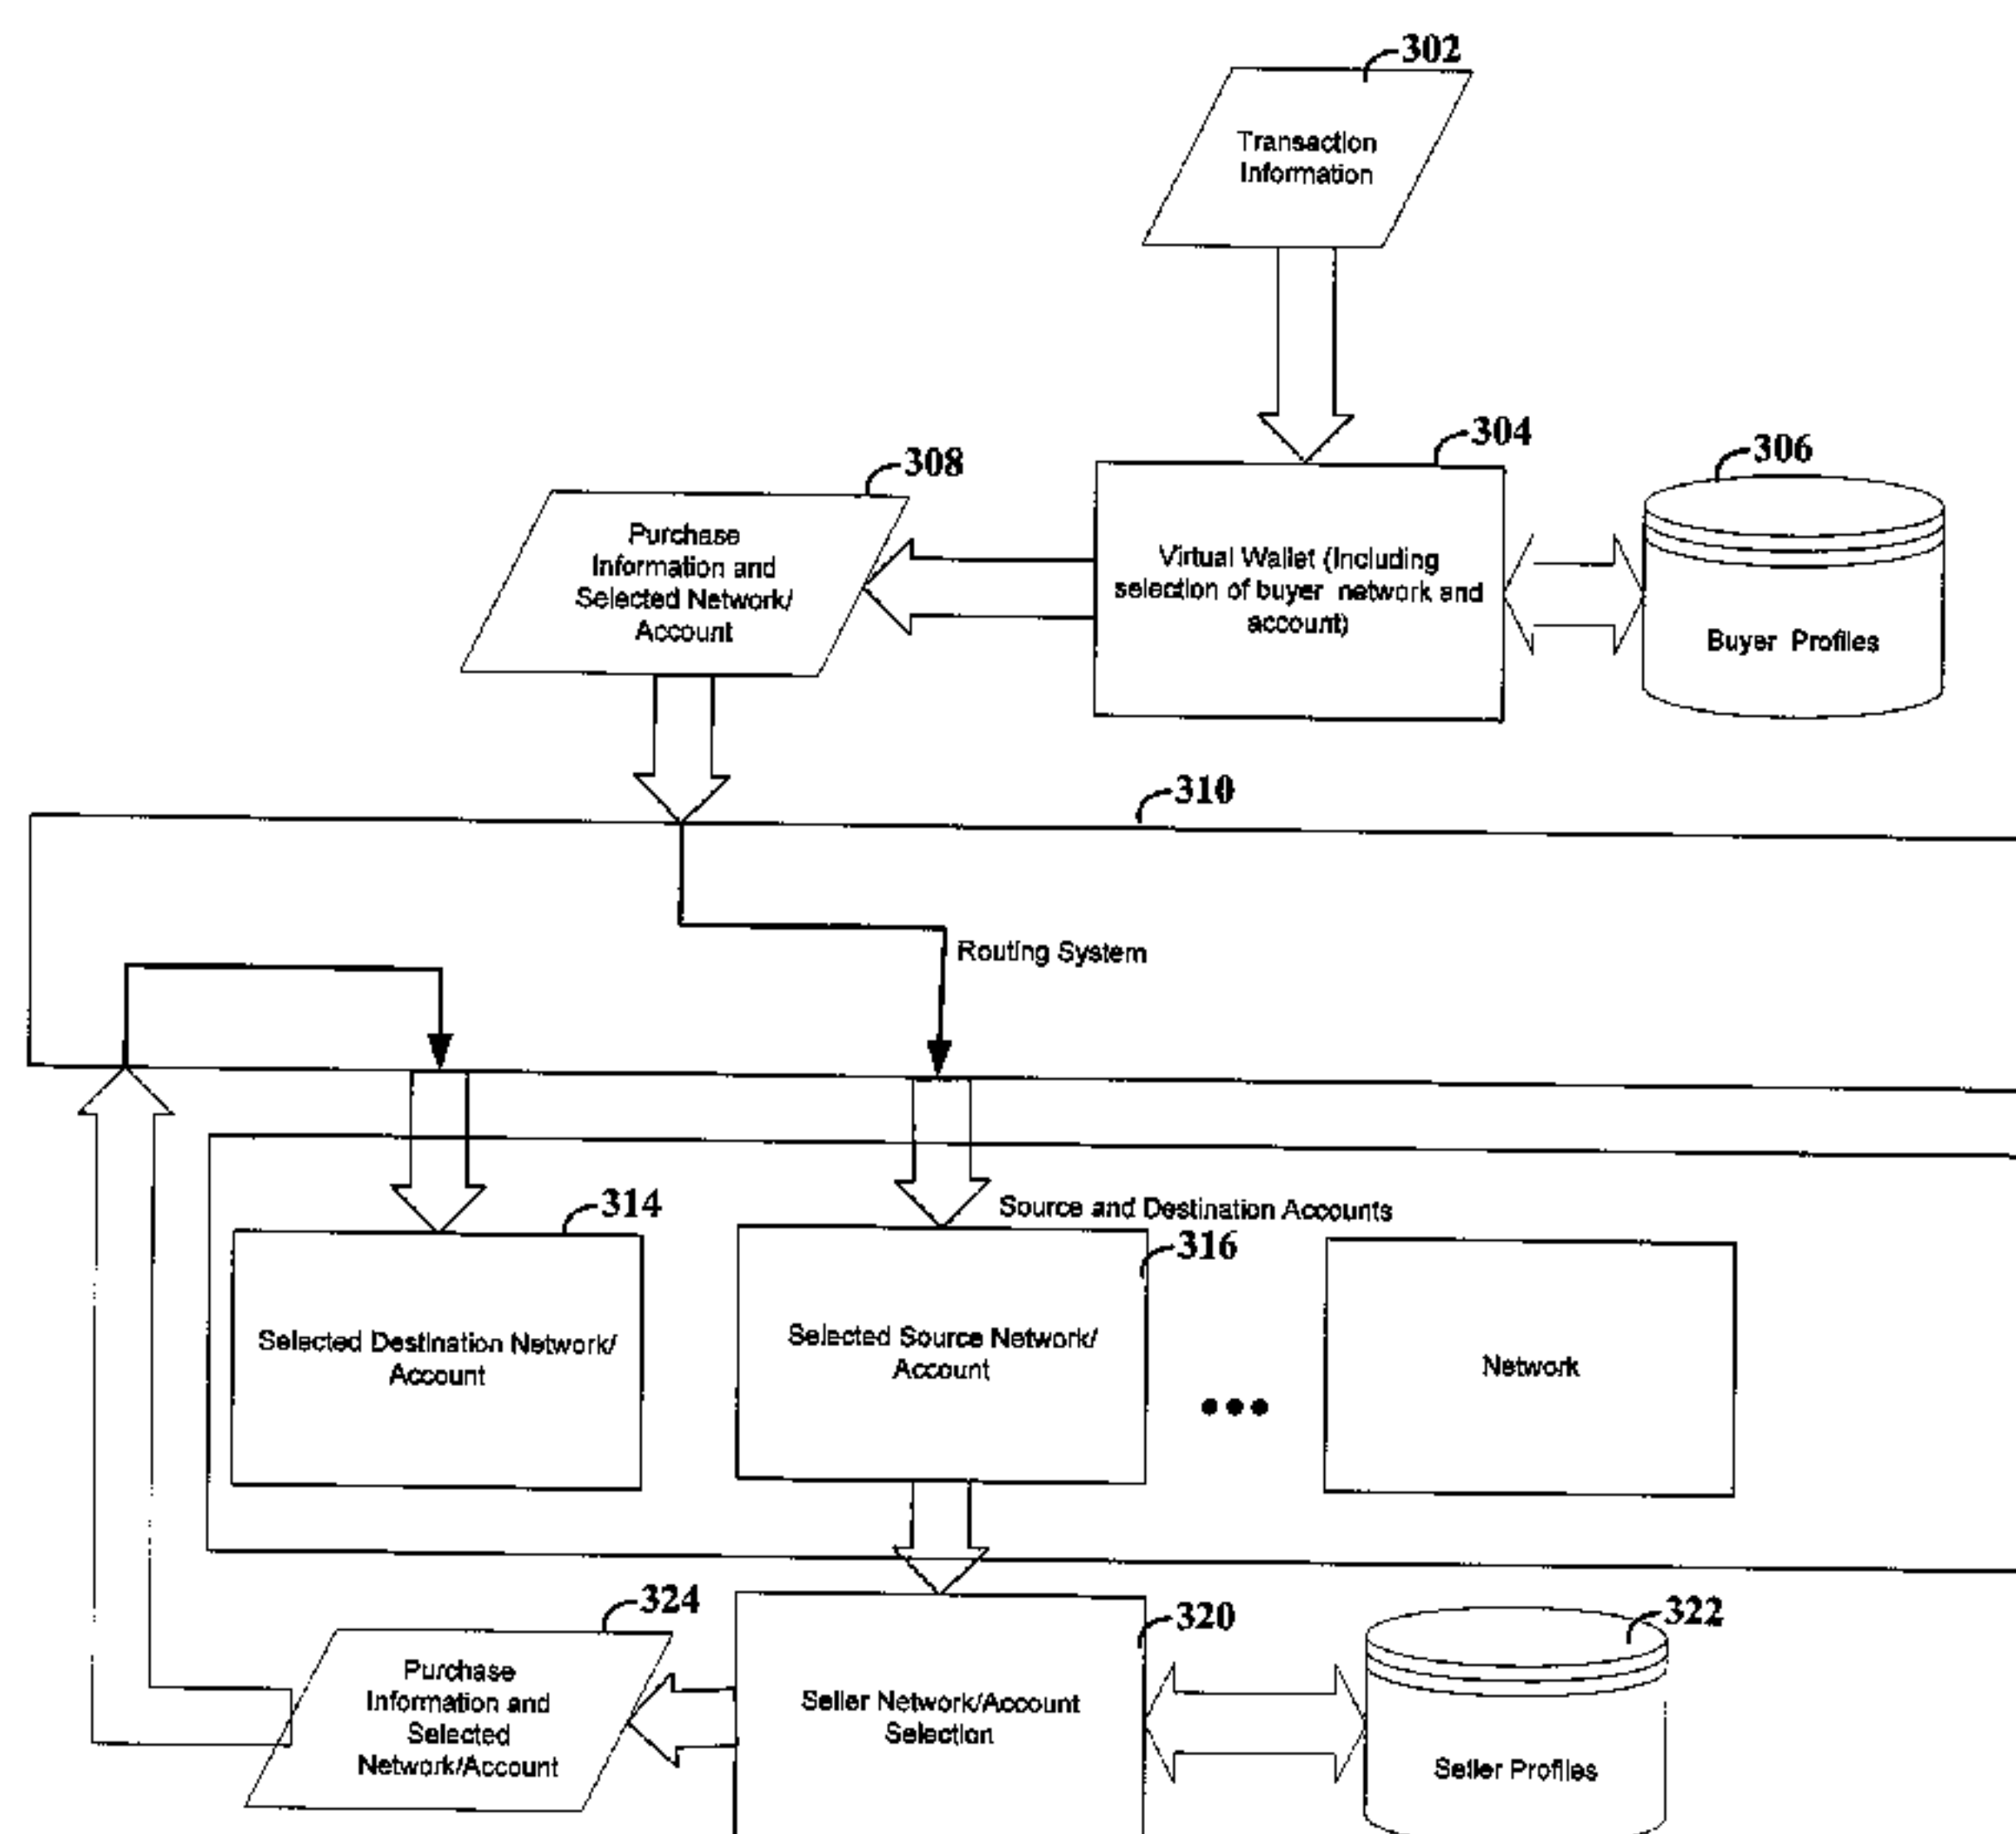 302
Transaction
Information
304
306
308
Purchase
Information and
Selected Network/
Account
Virtual Wallet (Including
selection of buyer network and
account)
Buyer Profiles
310
Routing System
314
Source and Destination Accounts
316
Selected Destination Network/
Account
Selected Source Network/
Account
Network
324
320
322
Purchase
Information and
Selected
Network/Account
Seller Network/Account
Selection
Seller Profiles